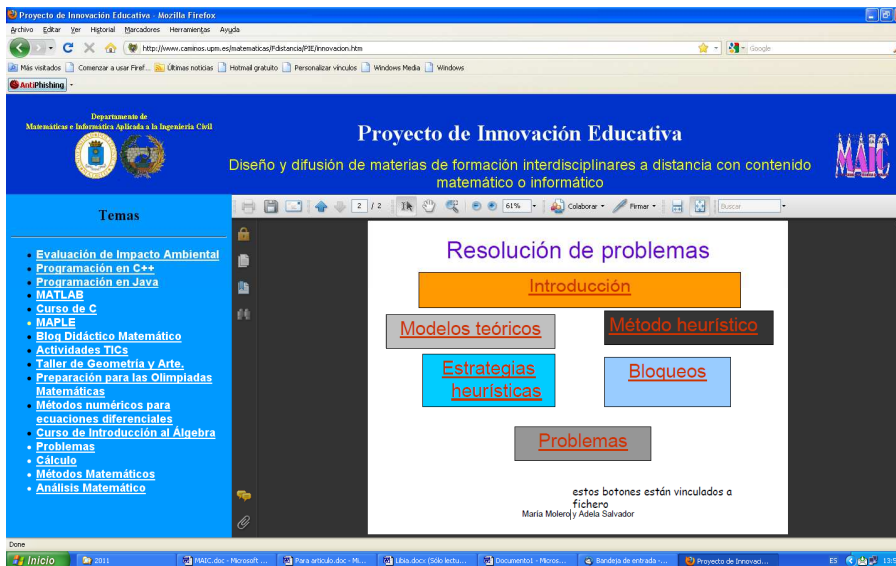 Proyecto de Innovación Educativa - Mozilla Firefox
Archivo Editar Ver Historial Marcadores Herramientas Ayuda
http://www.caminos.upm.es/matematicas/Fdistancia/PIE/innovacion.htm
Google
Más visitados Comenzar a usar Firef... Últimas noticias Hotmail gratuito Personalizar vínculos Windows Media Windows
AntiPhishing
Departamento de
Matemáticas e Informática Aplicada a la Ingeniería Civil
Proyecto de Innovación Educativa
Diseño y difusión de materias de formación interdisciplinares a distancia con contenido
matemático o informático
MAIC
Temas
Evaluación de Impacto Ambiental
Programación en C++
Programación en Java
MATLAB
Curso de C
MAPLE
Blog Didáctico Matemático
Actividades TICs
Taller de Geometría y Arte.
Preparación para las Olimpiadas
Matemáticas
Métodos numéricos para
ecuaciones diferenciales
Curso de Introducción al Álgebra
Problemas
Cálculo
Métodos Matemáticos
Análisis Matemático
2 / 2 61% Colaborar Firmar Buscar
Resolución de problemas
Introducción
Modelos teóricos
Método heurístico
Estrategias
heurísticas
Bloqueos
Problemas
estos botones están vinculados a
fichero
María Molero y Adela Salvador
Done
Inicio 2011 MAIC.doc - Microsoft ... Para articulo.doc - Mi... Libia.docx (Sólo lectu... Documento1 - Micros... Bandeja de entrada -... Proyecto de Innovaci... ES